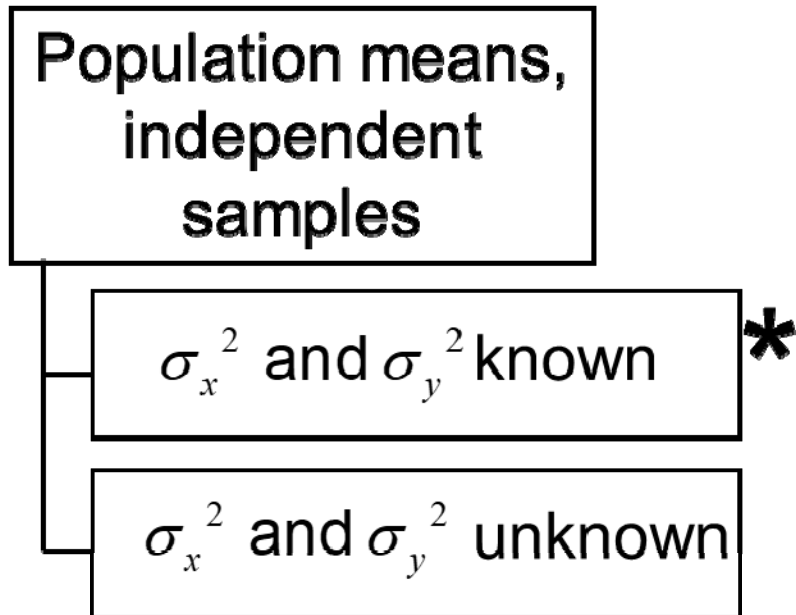 Population means,
independent
samples
σx² and σy² known *
σx² and σy² unknown